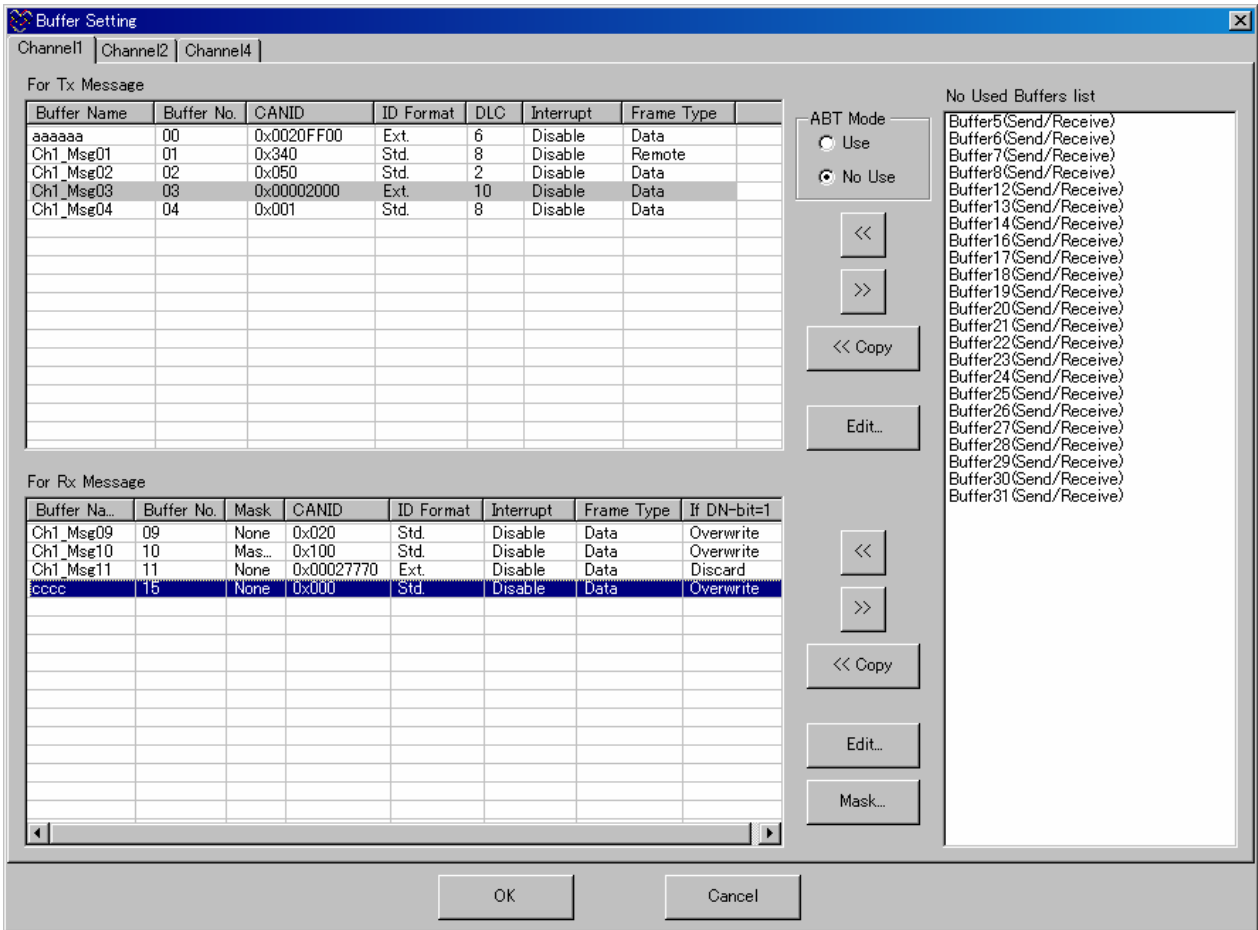 Buffer Setting
Channel1 Channel2 Channel4
For Tx Message
Buffer Name Buffer No. CANID ID Format DLC Interrupt Frame Type
aaaaaa 00 0x0020FF00 Ext. 6 Disable Data
Ch1_Msg01 01 0x340 Std. 8 Disable Remote
Ch1_Msg02 02 0x050 Std. 2 Disable Data
Ch1_Msg03 03 0x00002000 Ext. 10 Disable Data
Ch1_Msg04 04 0x001 Std. 8 Disable Data
ABT Mode
Use
No Use
<<
>>
<< Copy
Edit...
For Rx Message
Buffer Na... Buffer No. Mask CANID ID Format Interrupt Frame Type If DN-bit=1
Ch1_Msg09 09 None 0x020 Std. Disable Data Overwrite
Ch1_Msg10 10 Mas... 0x100 Std. Disable Data Overwrite
Ch1_Msg11 11 None 0x00027770 Ext. Disable Data Discard
cccc 15 None 0x000 Std. Disable Data Overwrite
<<
>>
<< Copy
Edit...
Mask...
No Used Buffers list
Buffer5(Send/Receive)
Buffer6(Send/Receive)
Buffer7(Send/Receive)
Buffer8(Send/Receive)
Buffer12(Send/Receive)
Buffer13(Send/Receive)
Buffer14(Send/Receive)
Buffer16(Send/Receive)
Buffer17(Send/Receive)
Buffer18(Send/Receive)
Buffer19(Send/Receive)
Buffer20(Send/Receive)
Buffer21(Send/Receive)
Buffer22(Send/Receive)
Buffer23(Send/Receive)
Buffer24(Send/Receive)
Buffer25(Send/Receive)
Buffer26(Send/Receive)
Buffer27(Send/Receive)
Buffer28(Send/Receive)
Buffer29(Send/Receive)
Buffer30(Send/Receive)
Buffer31(Send/Receive)
OK Cancel